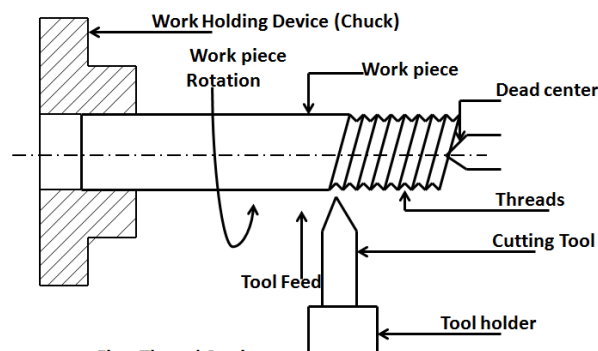 Work Holding Device (Chuck)
Work piece
Rotation
Work piece
Dead center
Threads
Cutting Tool
Tool Feed
Tool holder